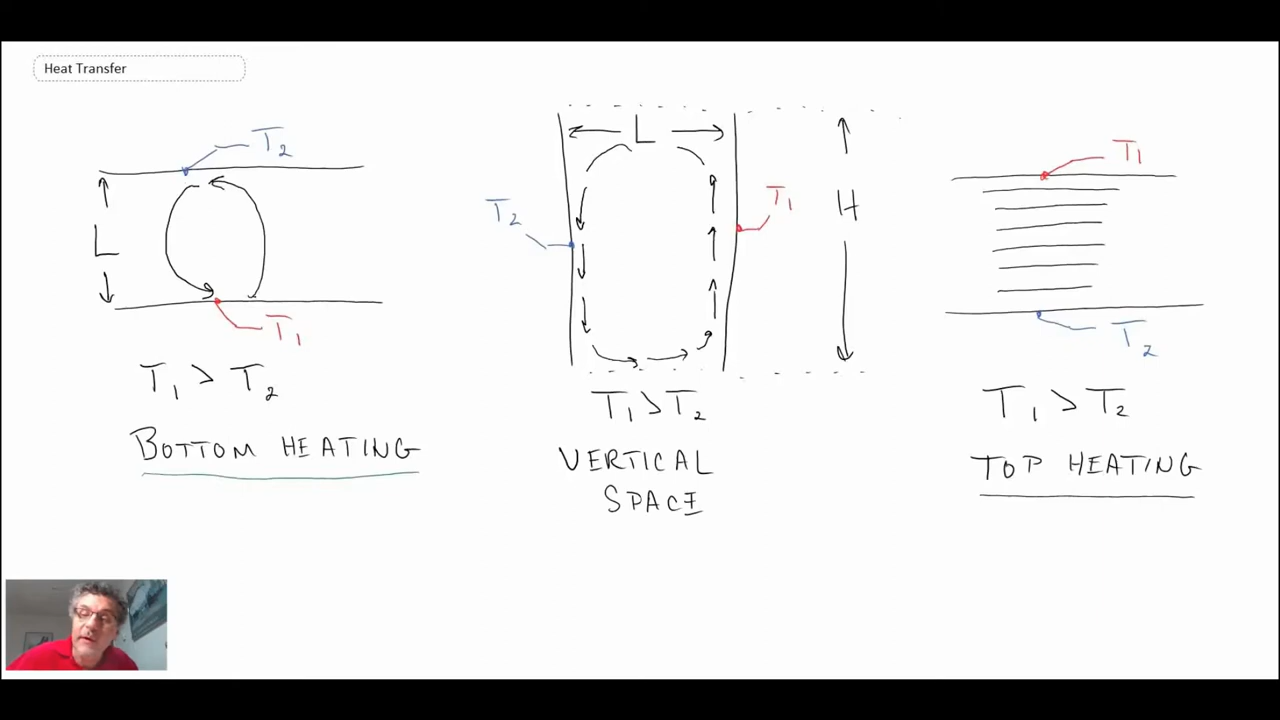 Heat Transfer
T₂
L
T₁
T₁ > T₂
BOTTOM HEATING
L
T₂
T₁
H
T₁ > T₂
VERTICAL
SPACE
T₁
T₂
T₁ > T₂
TOP HEATING